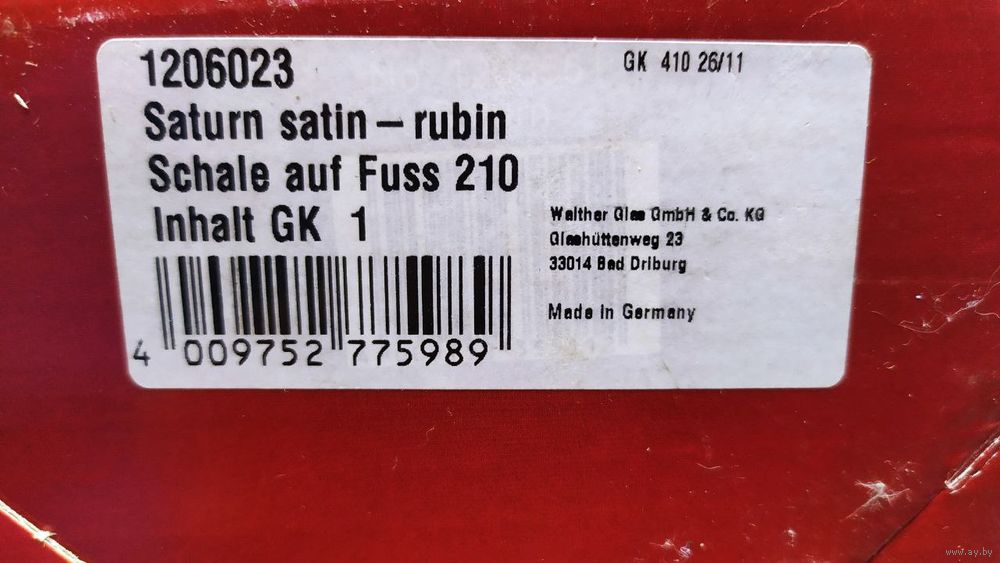 1206023
GK 410 26/11
Saturn satin – rubin
Schale auf Fuss 210
Inhalt GK 1
Walther Glas GmbH & Co. KG
Glashüttenweg 23
33014 Bad Driburg
Made in Germany
4 009752 775989
www.ay.by